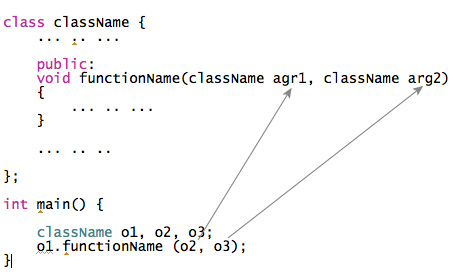 class className {
... .. ...
public:
void functionName(className agr1, className arg2)
{
... .. ...
}
... .. ..
};
int main() {
className o1, o2, o3;
o1.functionName (o2, o3);
}